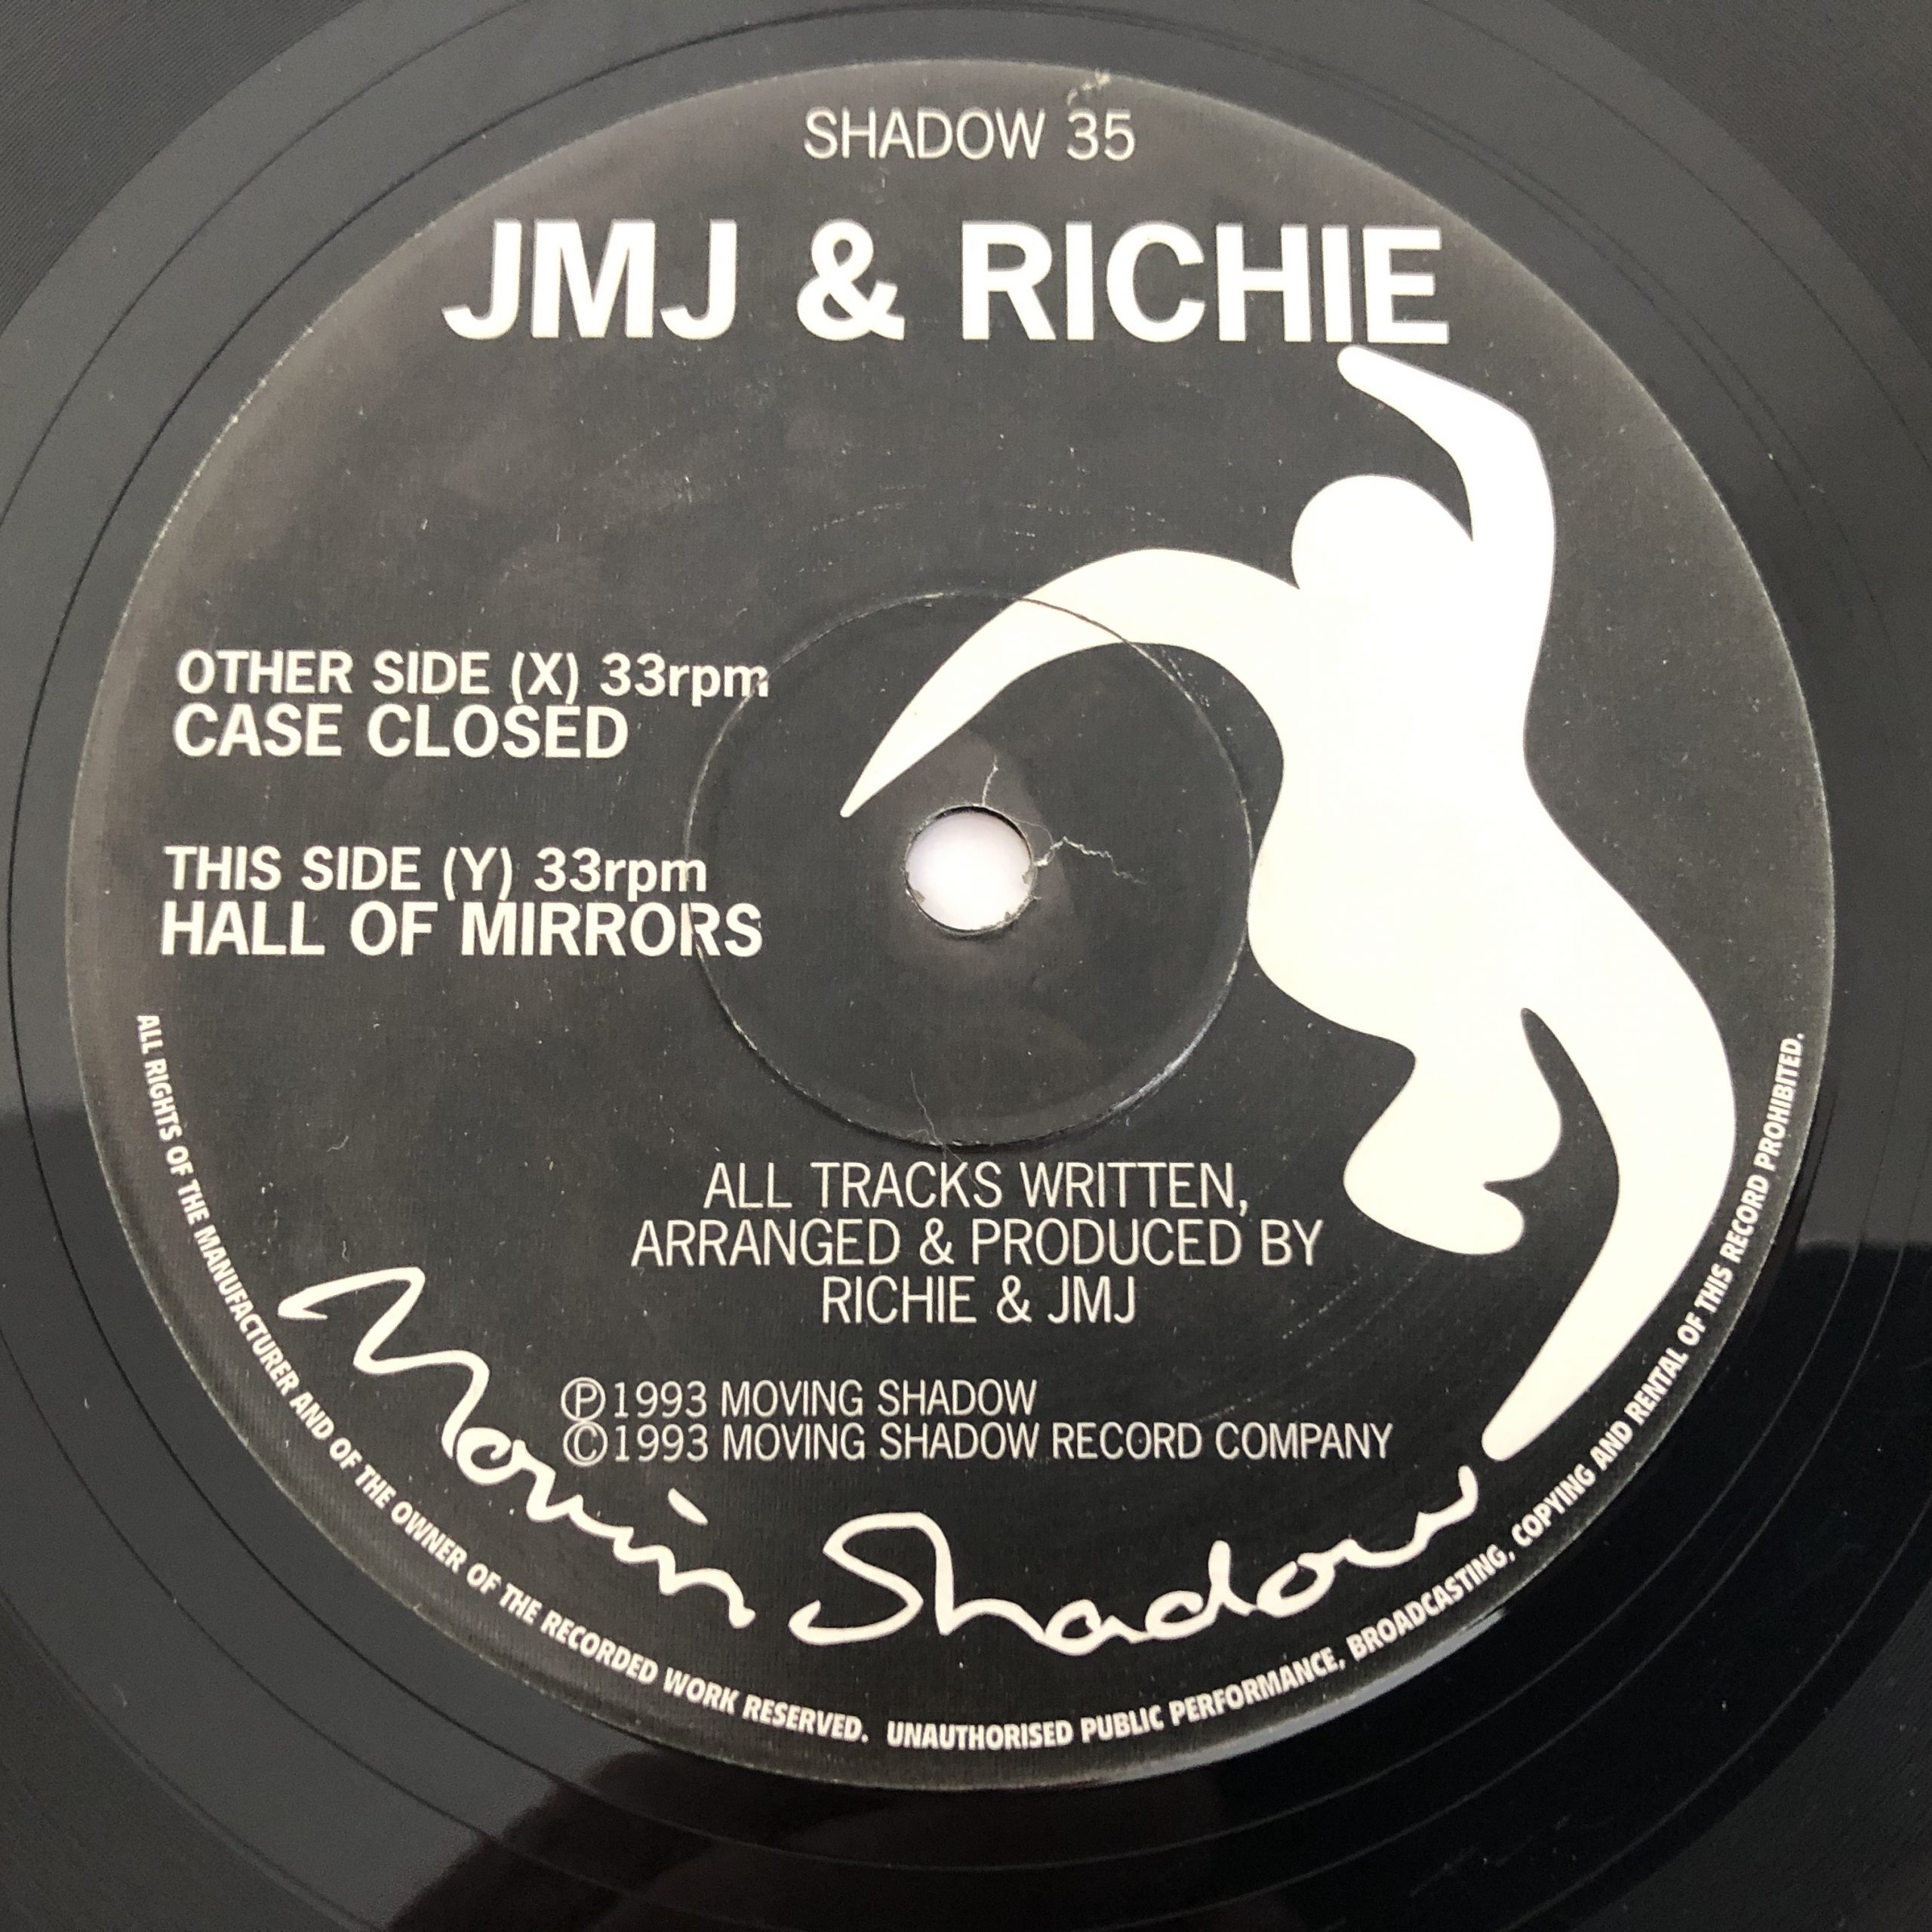 SHADOW 35
JMJ & RICHIE
OTHER SIDE (X) 33rpm
CASE CLOSED
THIS SIDE (Y) 33rpm
HALL OF MIRRORS
ALL TRACKS WRITTEN,
ARRANGED & PRODUCED BY
RICHIE & JMJ
Ⓟ1993 MOVING SHADOW
©1993 MOVING SHADOW RECORD COMPANY
Movin Shadow
ALL RIGHTS OF THE MANUFACTURER AND OF THE OWNER OF THE RECORDED WORK RESERVED. UNAUTHORISED PUBLIC PERFORMANCE, BROADCASTING, COPYING AND RENTAL OF THIS RECORD PROHIBITED.